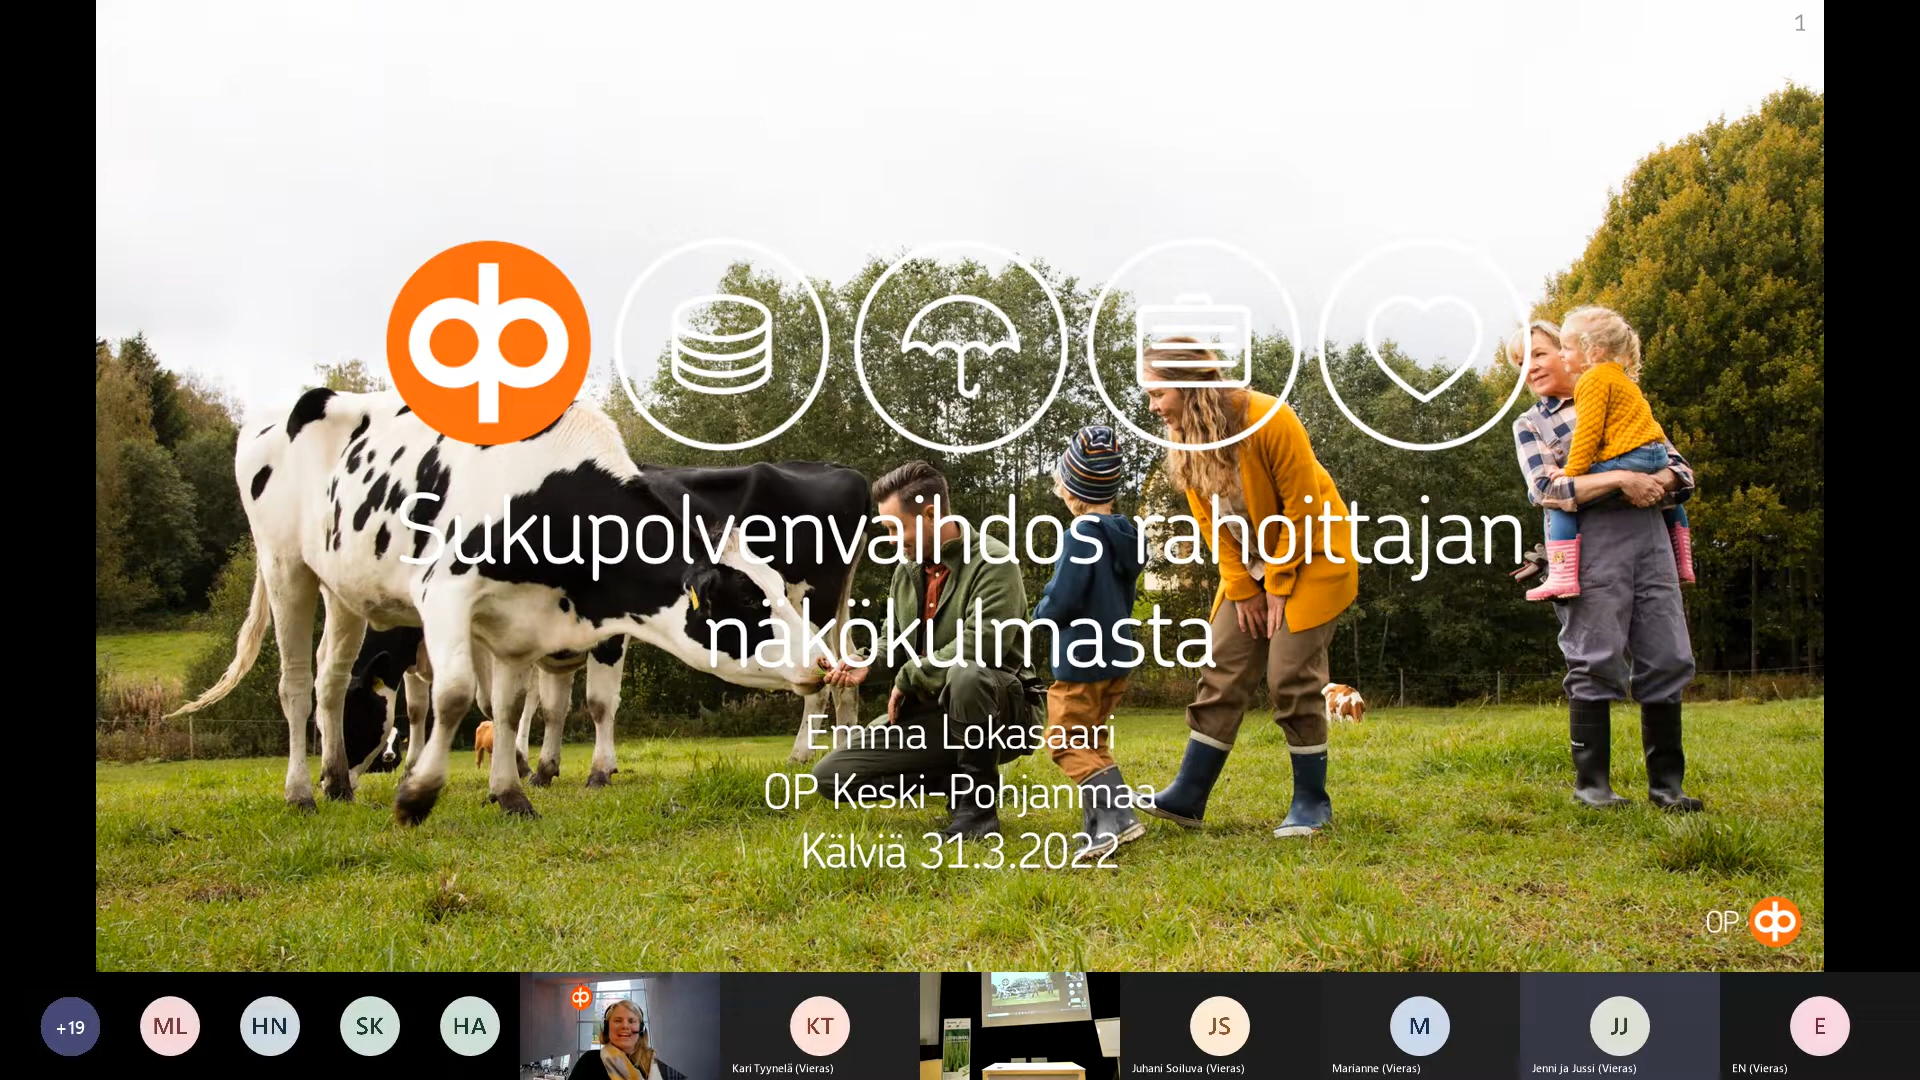 1
Sukupolvenvaihdos rahoittajan
näkökulmasta
Emma Lokasaari
OP Keski-Pohjanmaa
Kälviä 31.3.2022
OP
+19
ML
HN
SK
HA
KT
JS
M
JJ
E
Kari Tyynelä (Vieras)
Juhani Soiluva (Vieras)
Marianne (Vieras)
Jenni ja Jussi (Vieras)
EN (Vieras)